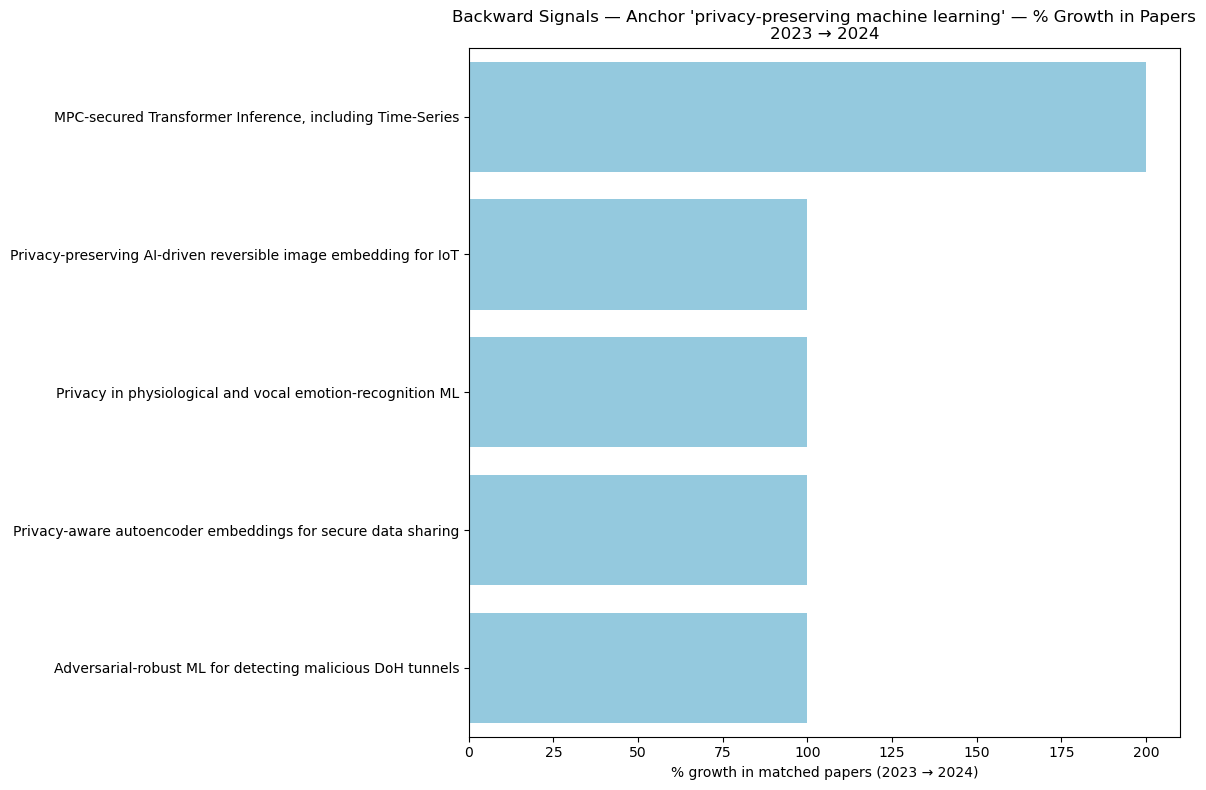 Backward Signals — Anchor 'privacy-preserving machine learning' — % Growth in Papers
2023 → 2024
MPC-secured Transformer Inference, including Time-Series
Privacy-preserving AI-driven reversible image embedding for IoT
Privacy in physiological and vocal emotion-recognition ML
Privacy-aware autoencoder embeddings for secure data sharing
Adversarial-robust ML for detecting malicious DoH tunnels
0 25 50 75 100 125 150 175 200
% growth in matched papers (2023 → 2024)